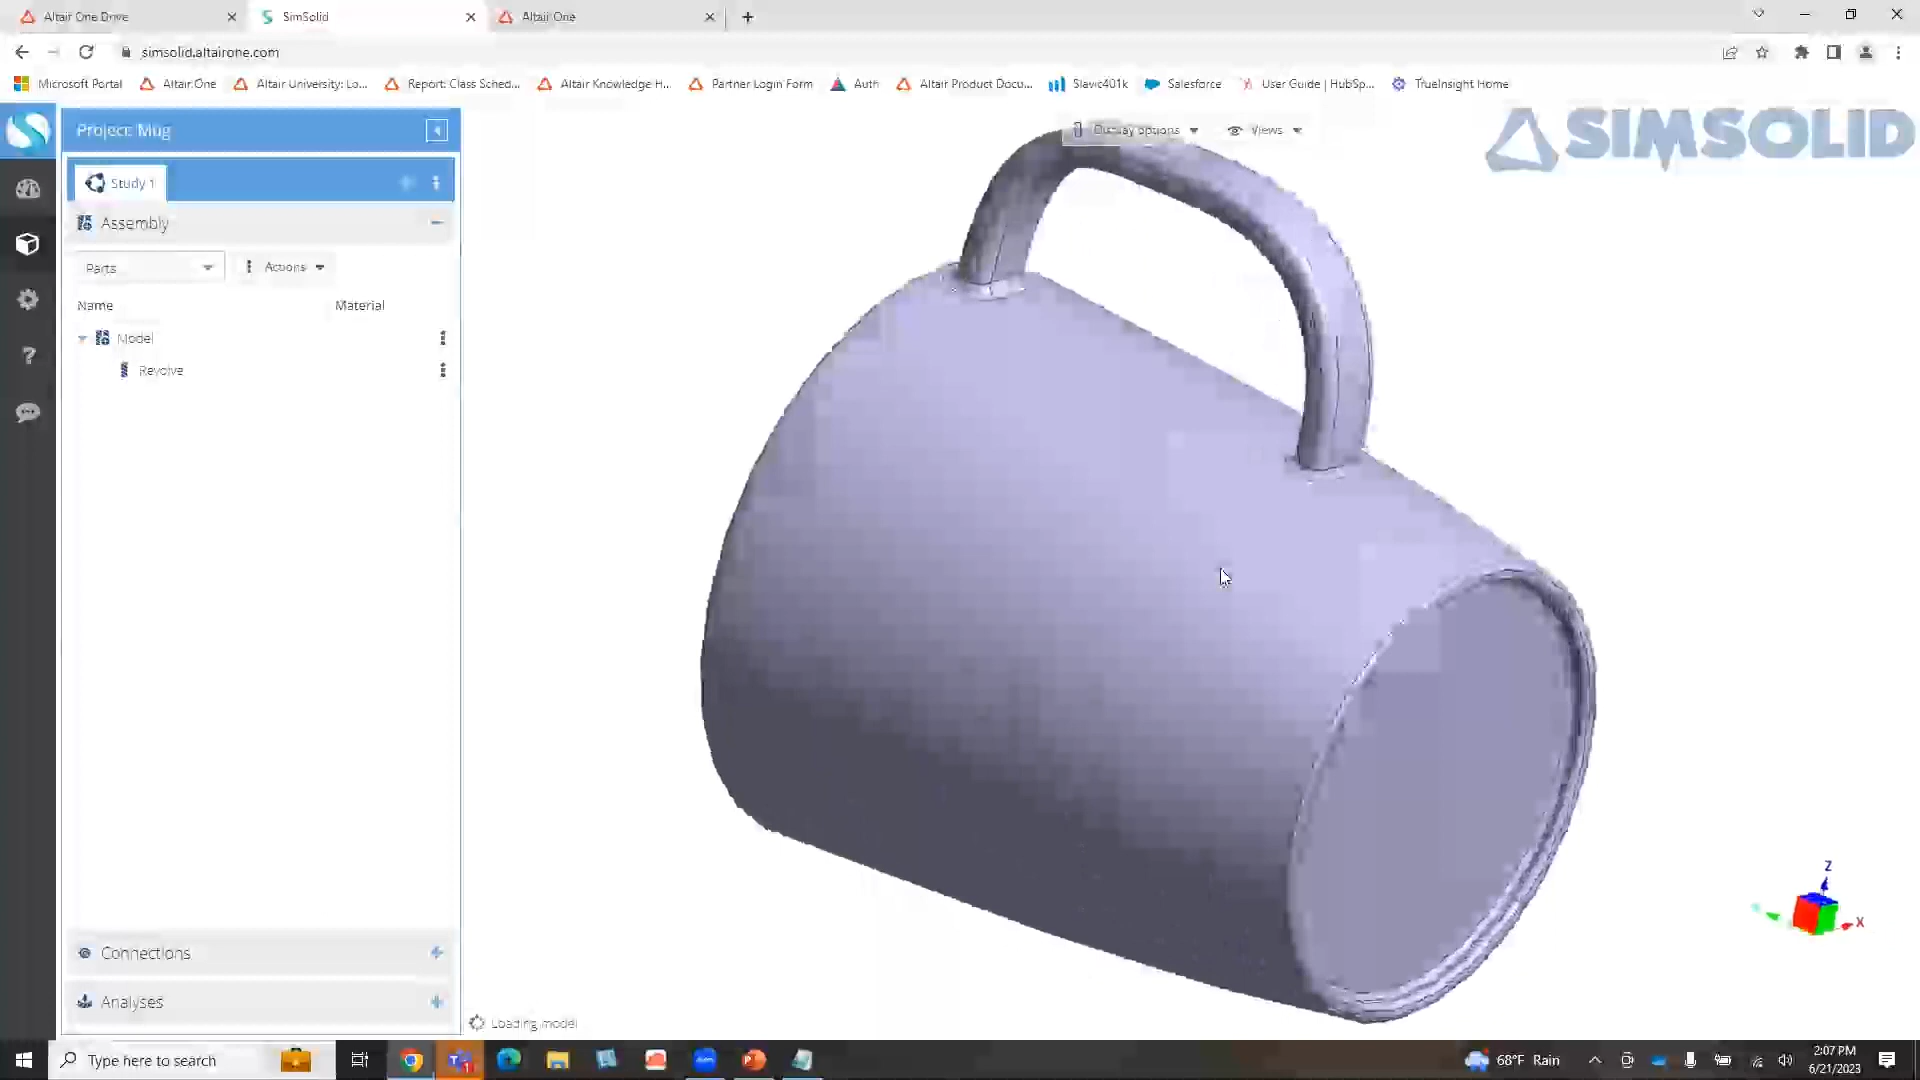 Altair One Drive
SimSolid
Altair One
simsolid.altairone.com
Microsoft Portal
Altair One
Altair University: Lo...
Report: Class Sched...
Altair Knowledge H...
Partner Login Form
Auth
Altair Product Docu...
Slavic401k
Salesforce
User Guide | HubSp...
TrueInsight Home
Project: Mug
Display options
Views
SIMSOLID
Study 1
Assembly
Parts
Actions
Name
Material
Model
Revolve
Z
X
Connections
Analyses
Loading model
Type here to search
68°F Rain
2:07 PM
6/21/2023